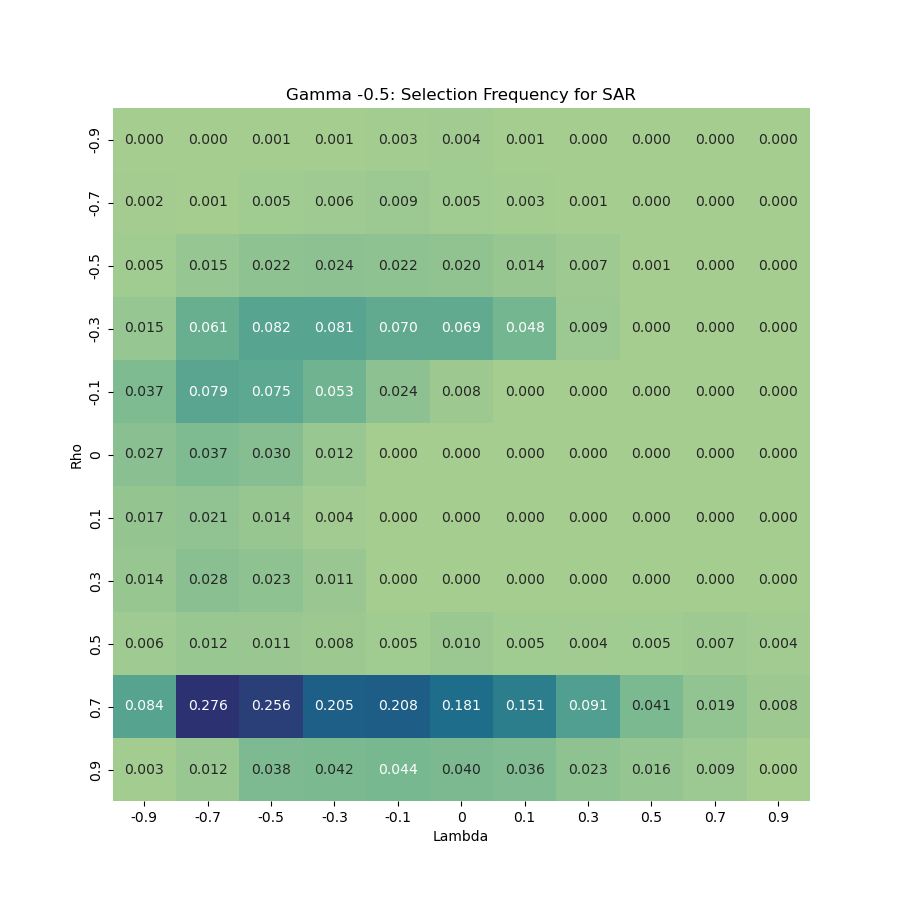 Gamma -0.5: Selection Frequency for SAR
-0.9 0.000 0.000 0.001 0.001 0.003 0.004 0.001 0.000 0.000 0.000 0.000
-0.7 0.002 0.001 0.005 0.006 0.009 0.005 0.003 0.001 0.000 0.000 0.000
-0.5 0.005 0.015 0.022 0.024 0.022 0.020 0.014 0.007 0.001 0.000 0.000
-0.3 0.015 0.061 0.082 0.081 0.070 0.069 0.048 0.009 0.000 0.000 0.000
-0.1 0.037 0.079 0.075 0.053 0.024 0.008 0.000 0.000 0.000 0.000 0.000
Rho
0 0.027 0.037 0.030 0.012 0.000 0.000 0.000 0.000 0.000 0.000 0.000
0.1 0.017 0.021 0.014 0.004 0.000 0.000 0.000 0.000 0.000 0.000 0.000
0.3 0.014 0.028 0.023 0.011 0.000 0.000 0.000 0.000 0.000 0.000 0.000
0.5 0.006 0.012 0.011 0.008 0.005 0.010 0.005 0.004 0.005 0.007 0.004
0.7 0.084 0.276 0.256 0.205 0.208 0.181 0.151 0.091 0.041 0.019 0.008
0.9 0.003 0.012 0.038 0.042 0.044 0.040 0.036 0.023 0.016 0.009 0.000
-0.9 -0.7 -0.5 -0.3 -0.1 0 0.1 0.3 0.5 0.7 0.9
Lambda